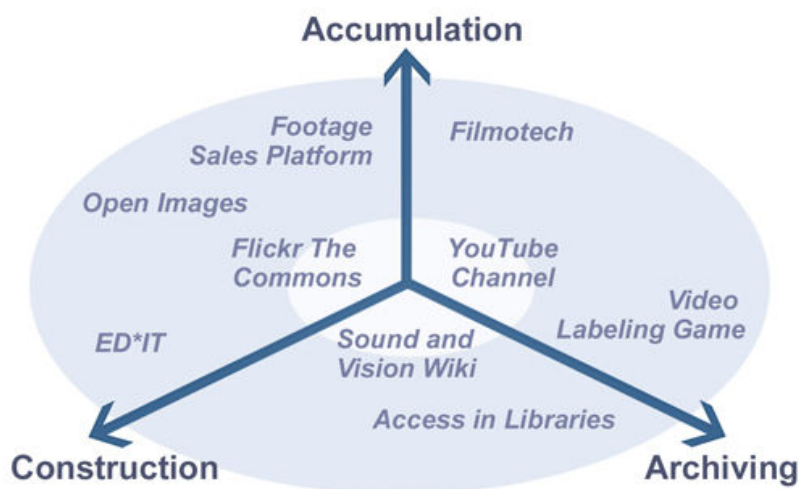 Accumulation
Footage
Sales Platform
Filmotech
Open Images
Flickr The
Commons
YouTube
Channel
Video
Labeling Game
ED*IT
Sound and
Vision Wiki
Access in Libraries
Construction
Archiving